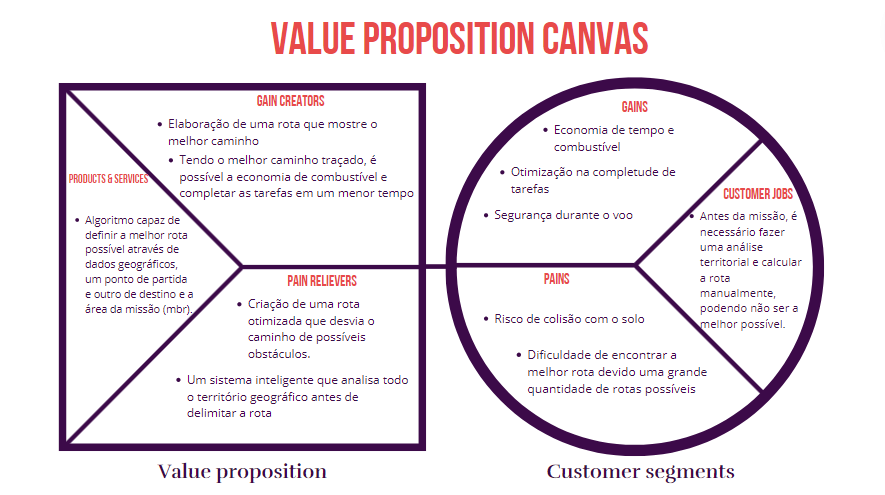 VALUE PROPOSITION CANVAS
GAIN CREATORS
• Elaboração de uma rota que mostre o
melhor caminho
• Tendo o melhor caminho traçado, é
possível a economia de combustível e
completar as tarefas em um menor tempo
PRODUCTS & SERVICES
• Algoritmo capaz de
definir a melhor rota
possível através de
dados geográficos,
um ponto de partida
e outro de destino e a
área da missão (mbr).
PAIN RELIEVERS
• Criação de uma rota
otimizada que desvia o
caminho de possíveis
obstáculos.
• Um sistema inteligente que analisa todo
o território geográfico antes de
delimitar a rota
Value proposition
GAINS
• Economia de tempo e
combustível
• Otimização na completude de
tarefas
• Segurança durante o voo
CUSTOMER JOBS
• Antes da missão, é
necessário fazer
uma análise
territorial e calcular
a rota
manualmente,
podendo não ser a
melhor possível.
PAINS
• Risco de colisão com o solo
• Dificuldade de encontrar a
melhor rota devido uma grande
quantidade de rotas possíveis
Customer segments